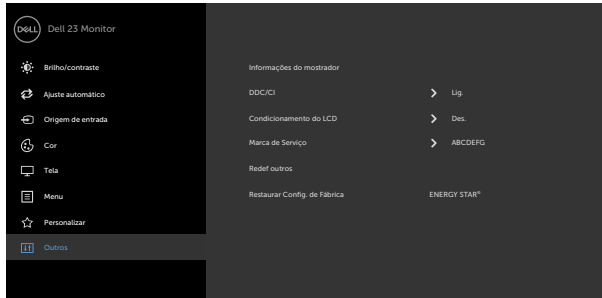 DELL Dell 23 Monitor
Brilho/contraste
Informações do mostrador
Ajuste automático
DDC/CI Lig.
Origem de entrada
Condicionamento do LCD Des.
Cor
Marca de Serviço ABCDEFG
Tela
Redef outros
Menu
Restaurar Config. de Fábrica ENERGY STAR®
Personalizar
Outros